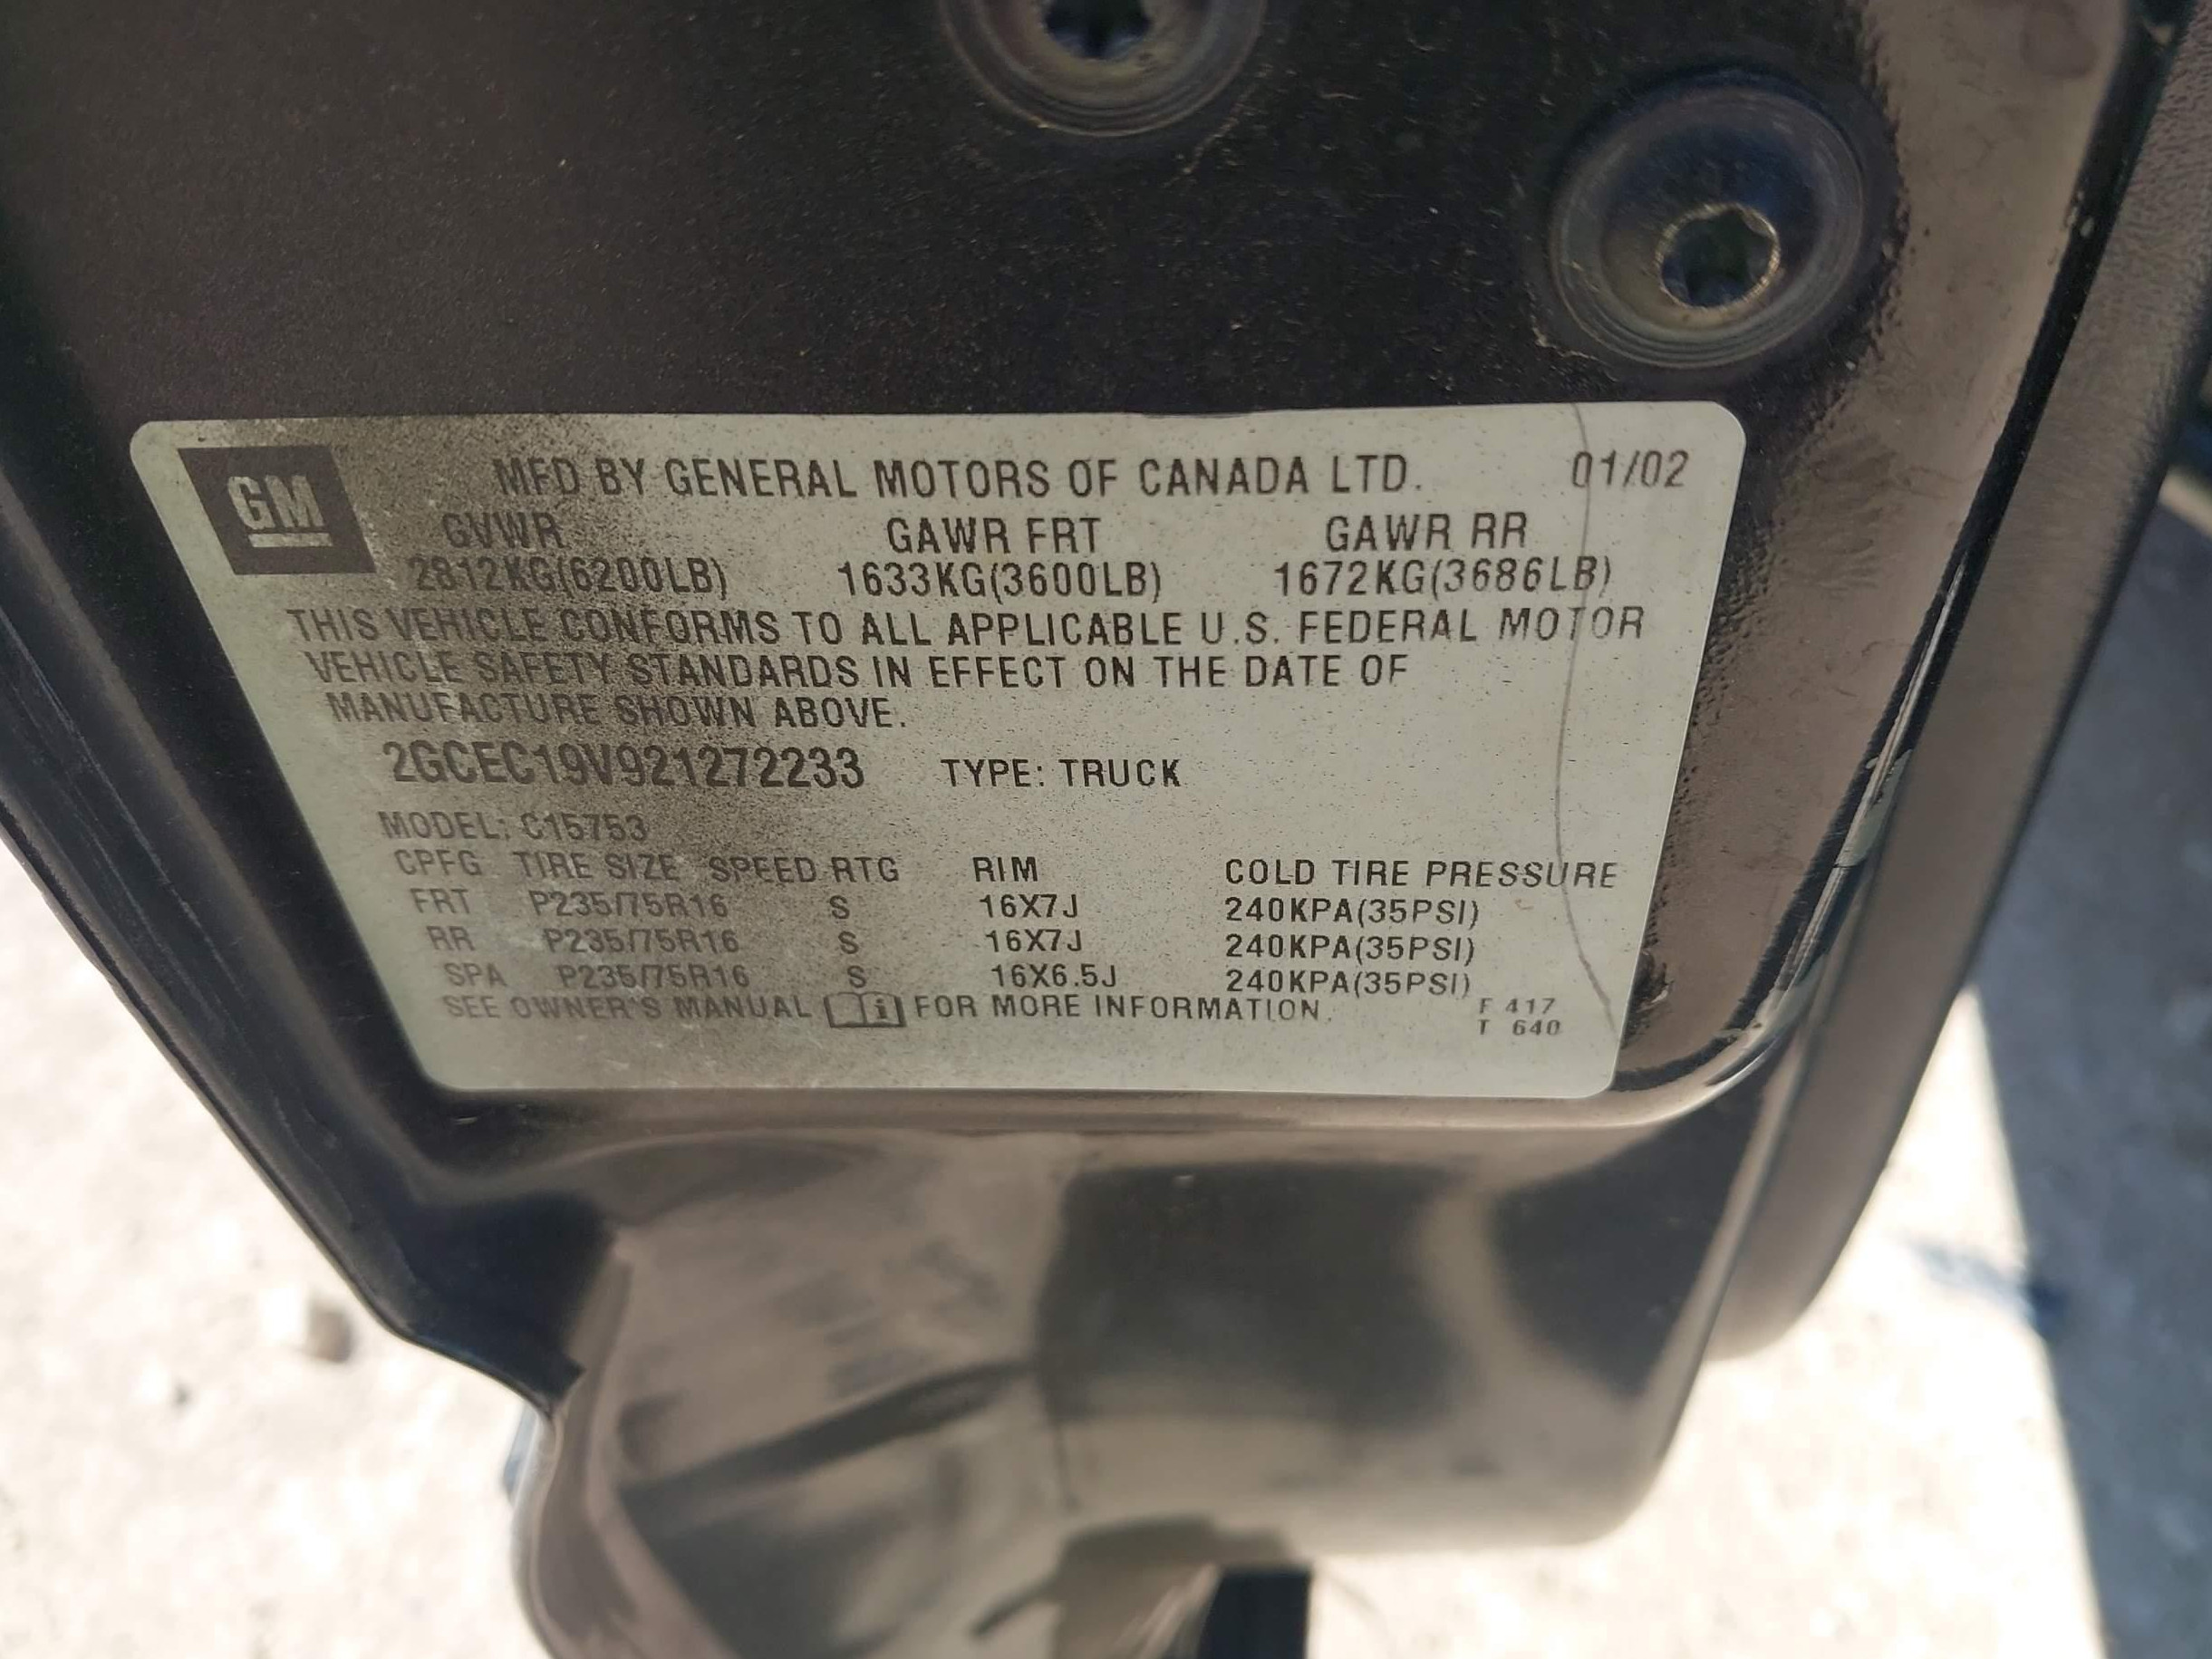 GM
MFD BY GENERAL MOTORS OF CANADA LTD. 01/02
GVWR GAWR FRT GAWR RR
2812KG(6200LB) 1633KG(3600LB) 1672KG(3686LB)
THIS VEHICLE CONFORMS TO ALL APPLICABLE U.S. FEDERAL MOTOR
VEHICLE SAFETY STANDARDS IN EFFECT ON THE DATE OF
MANUFACTURE SHOWN ABOVE.
2GCEC19V921272233 TYPE: TRUCK
MODEL: C15753
CPFG TIRE SIZE SPEED RTG RIM COLD TIRE PRESSURE
FRT P235/75R16 S 16X7J 240KPA(35PSI)
RR P235/75R16 S 16X7J 240KPA(35PSI)
SPA P235/75R16 S 16X6.5J 240KPA(35PSI)
SEE OWNER'S MANUAL i FOR MORE INFORMATION.
F 417
T 640